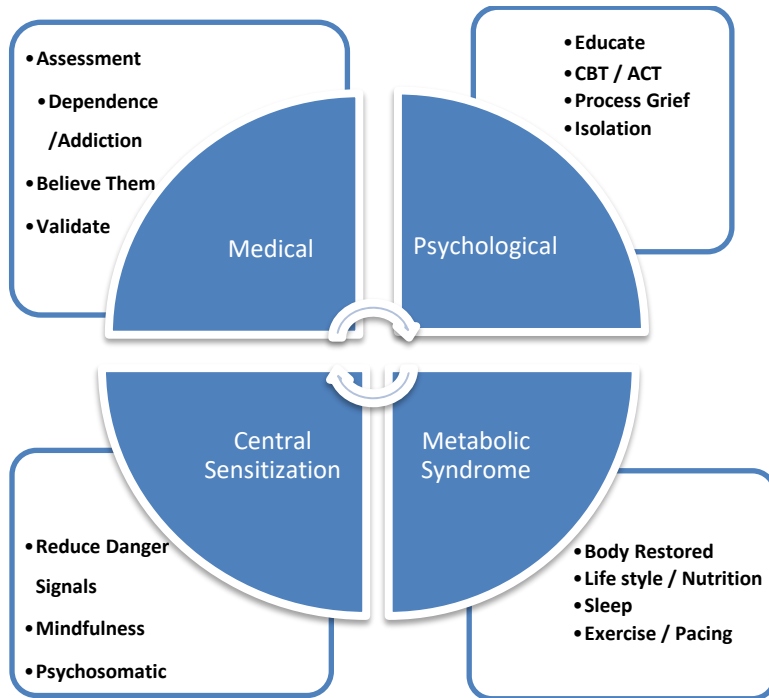 •Assessment
•Dependence
/Addiction
•Believe Them
•Validate
Medical
•Educate
•CBT / ACT
•Process Grief
•Isolation
Psychological
Central
Sensitization
•Reduce Danger
Signals
•Mindfulness
•Psychosomatic
Metabolic
Syndrome
•Body Restored
•Life style / Nutrition
•Sleep
•Exercise / Pacing